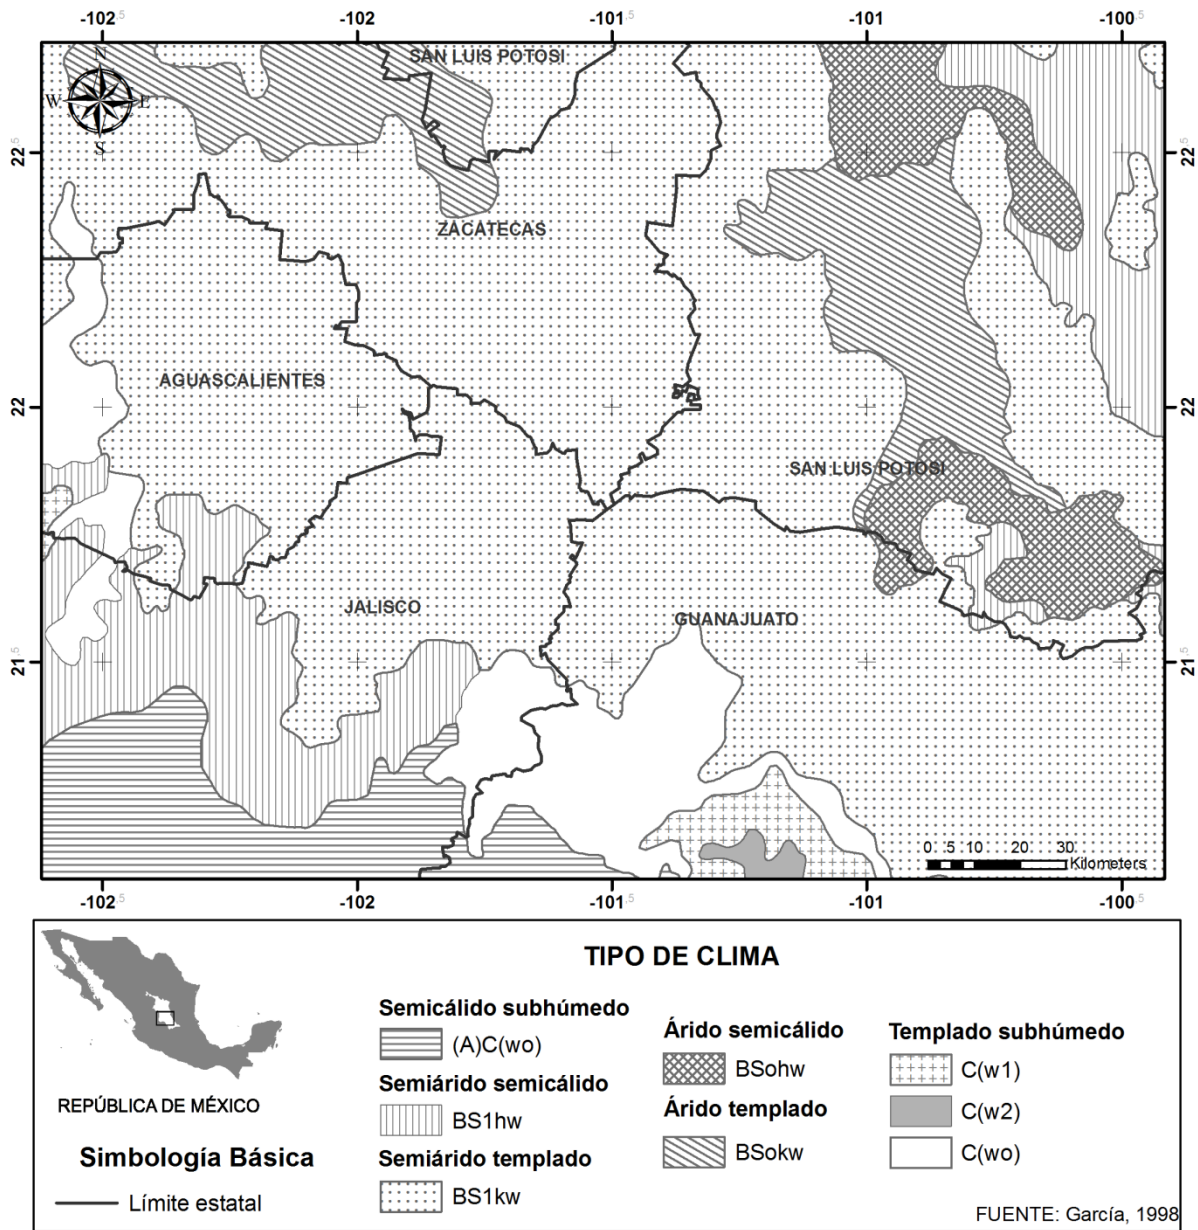 -102.5 -102 -101.5 -101 -100.5
N
W E
S
SAN LUIS POTOSI
22.5 22.5
ZACATECAS
AGUASCALIENTES
22 22
SAN LUIS POTOSI
JALISCO
GUANAJUATO
21.5 21.5
0 5 10 20 30
Kilometers
-102.5 -102 -101.5 -101 -100.5
TIPO DE CLIMA
REPÚBLICA DE MÉXICO
Simbología Básica
Límite estatal
Semicálido subhúmedo
(A)C(wo)
Semiárido semicálido
BS1hw
Semiárido templado
BS1kw
Árido semicálido
BSohw
Árido templado
BSokw
Templado subhúmedo
C(w1)
C(w2)
C(wo)
FUENTE: García, 1998